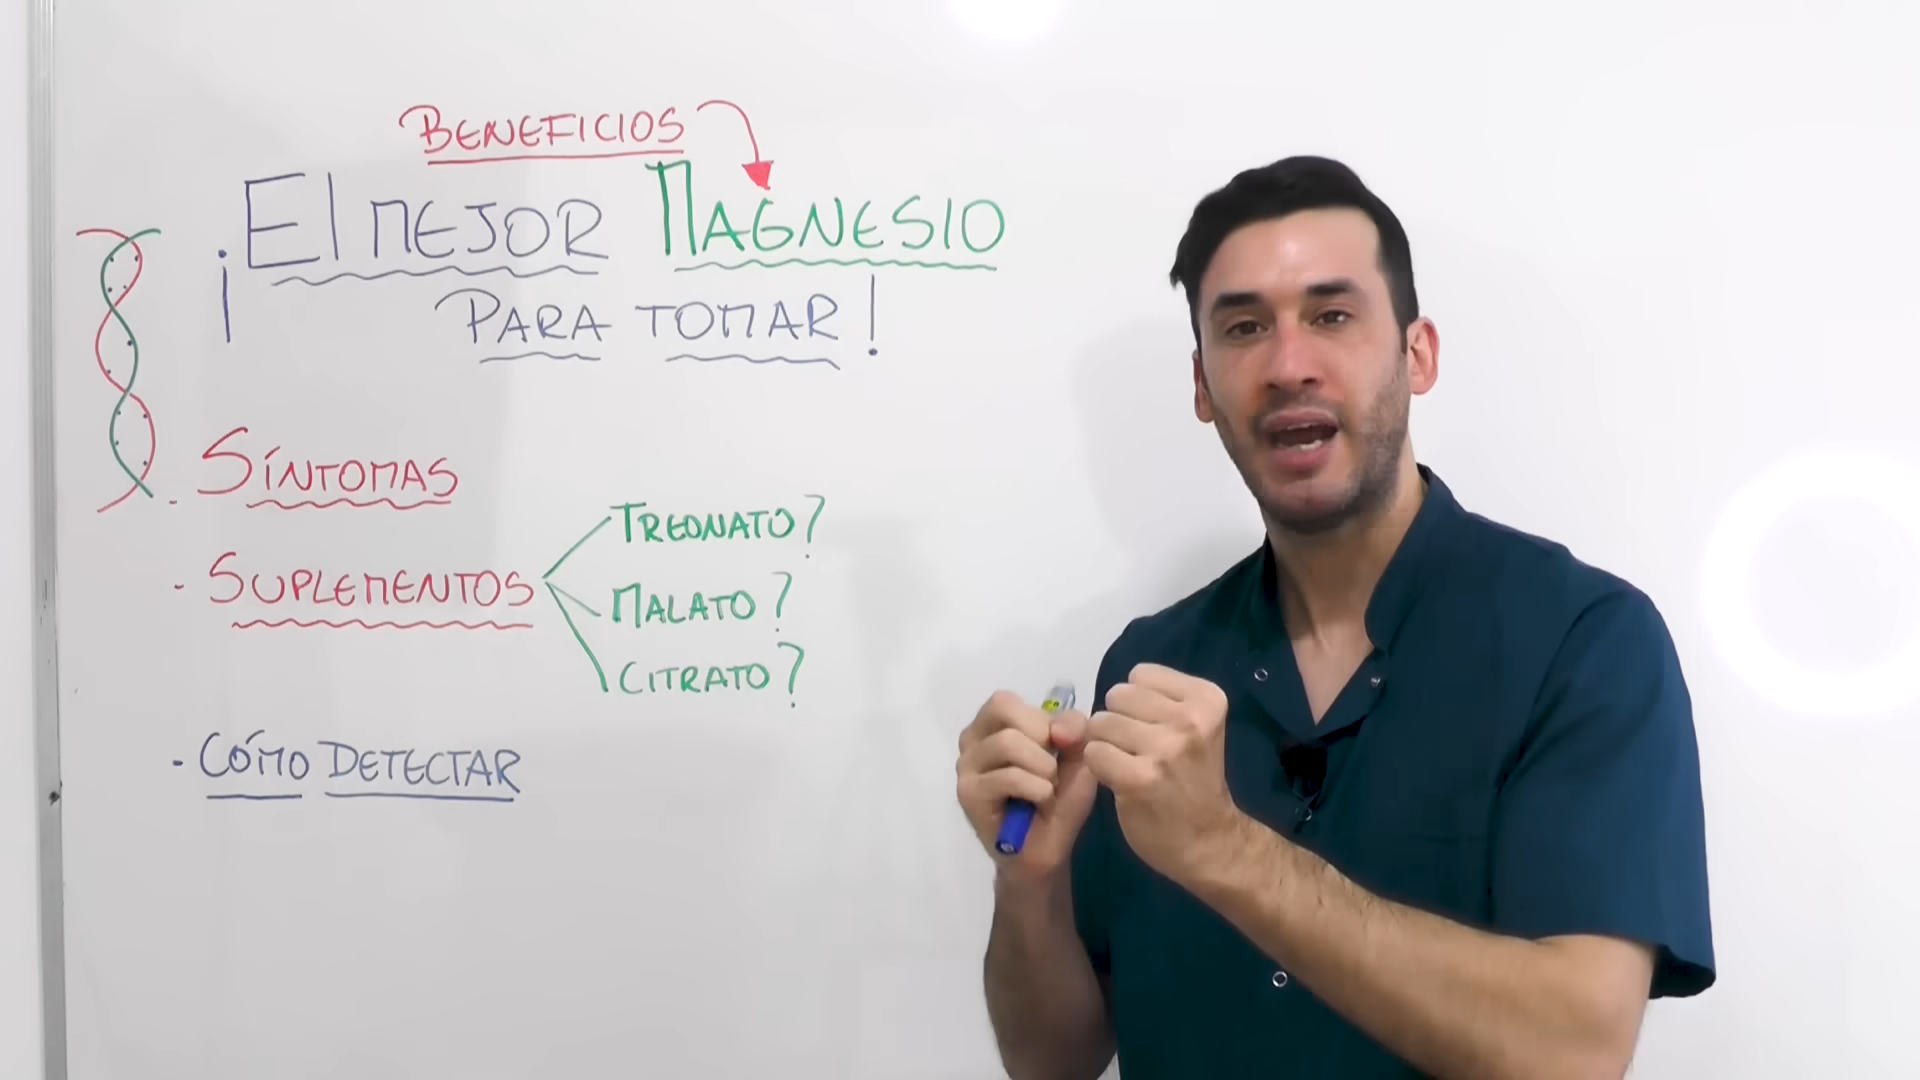 BENEFICIOS
¡El MEJOR MAGNESIO
PARA TOMAR!
- SÍNTOMAS
- SUPLEMENTOS
TREONATO?
MALATO?
CITRATO?
- CÓMO DETECTAR